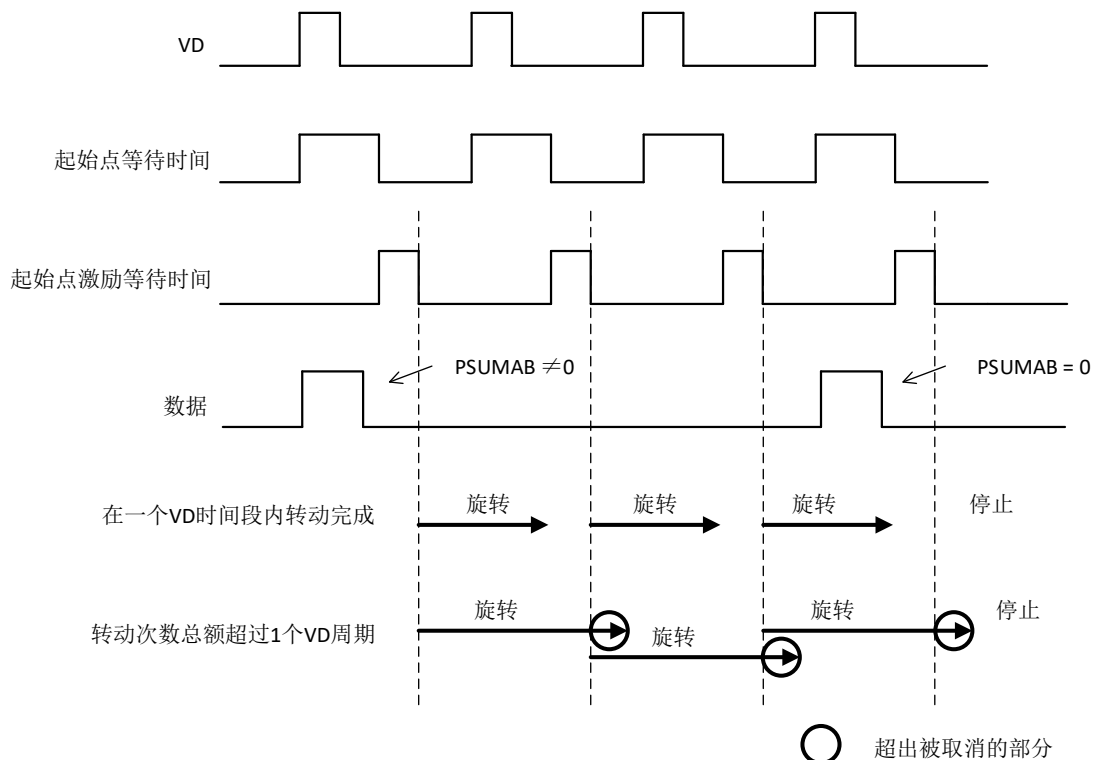 VD
起始点等待时间
起始点激励等待时间
PSUMAB ≠0
PSUMAB = 0
数据
在一个VD时间段内转动完成
旋转
旋转
旋转
停止
转动次数总额超过1个VD周期
旋转
旋转
旋转
停止
超出被取消的部分